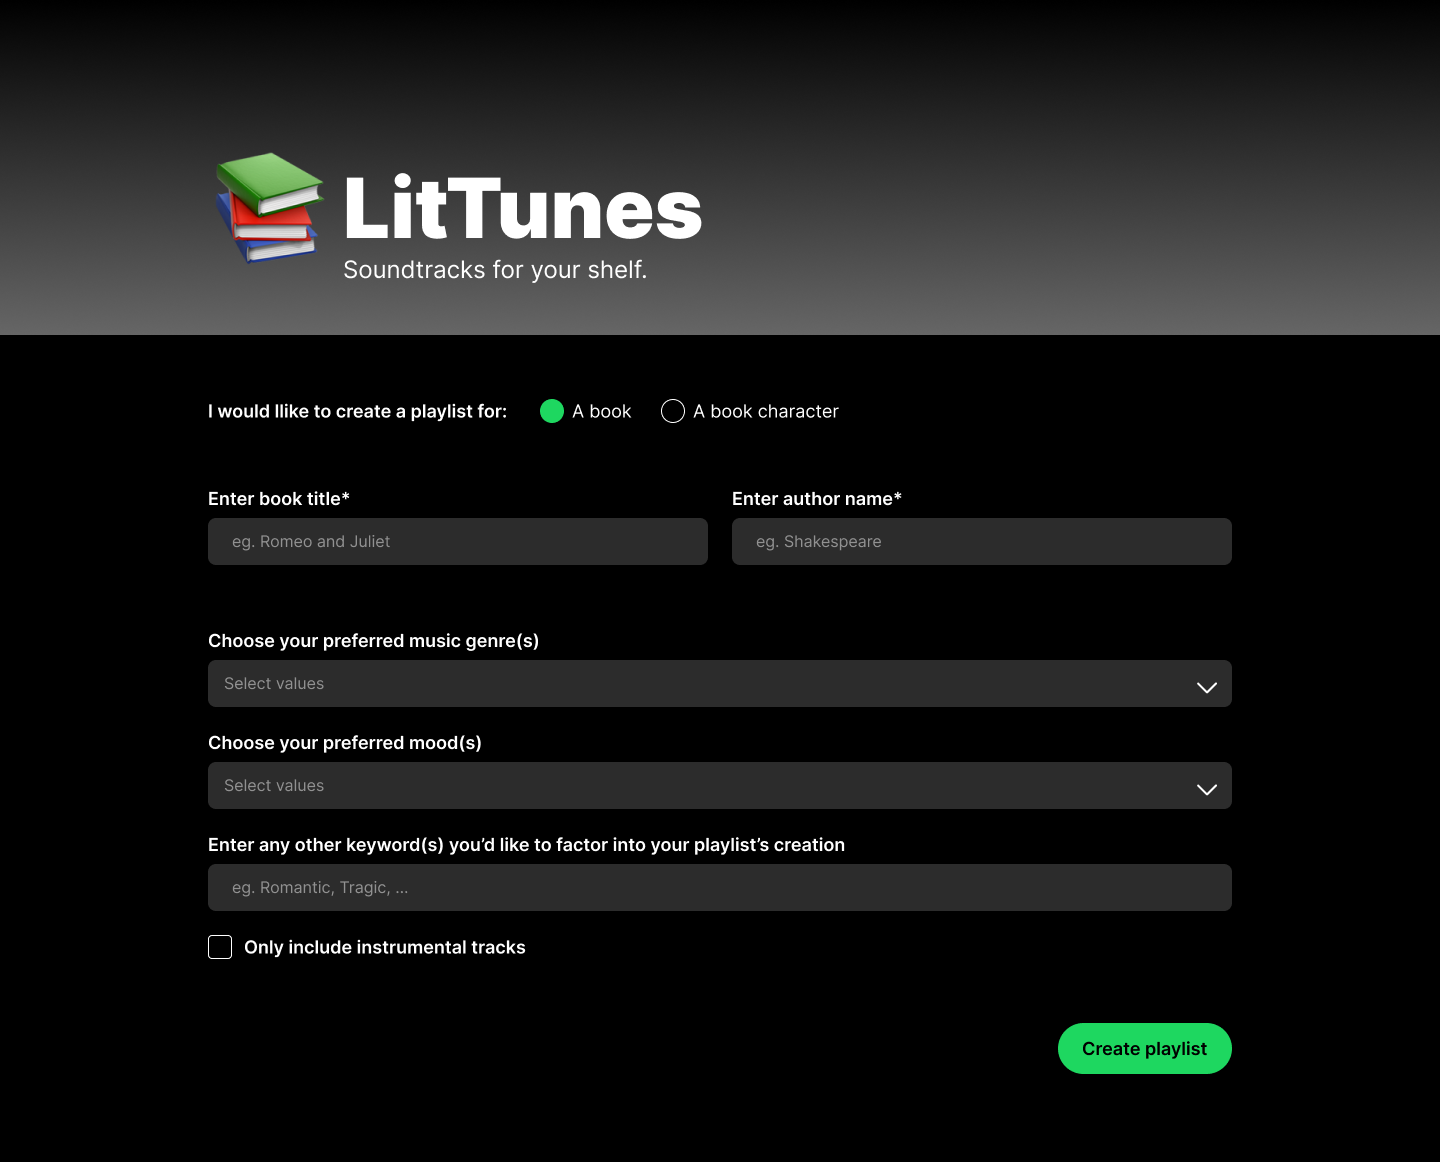 LitTunes
Soundtracks for your shelf.
I would llike to create a playlist for: A book A book character
Enter book title* Enter author name*
eg. Romeo and Juliet eg. Shakespeare
Choose your preferred music genre(s)
Select values
Choose your preferred mood(s)
Select values
Enter any other keyword(s) you’d like to factor into your playlist’s creation
eg. Romantic, Tragic, ...
Only include instrumental tracks
Create playlist